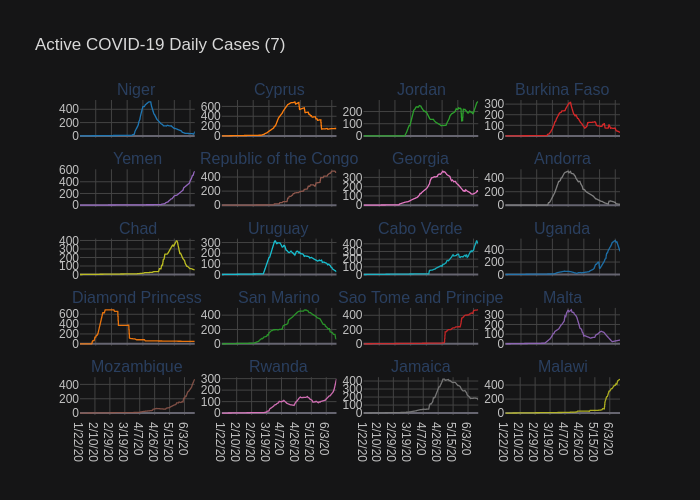 Active COVID-19 Daily Cases (7)
Niger Cyprus Jordan Burkina Faso
400 200 0 600 400 200 0 200 100 0 300 200 100 0
Yemen Republic of the Congo Georgia Andorra
600 400 200 0 400 200 0 300 200 100 0 400 200 0
Chad Uruguay Cabo Verde Uganda
400 300 200 100 300 200 100 0 400 300 200 100 0 400 200 0
Diamond Princess San Marino Sao Tome and Principe Malta
600 400 200 0 400 200 0 400 200 0 300 200 100 0
Mozambique Rwanda Jamaica Malawi
400 200 0 300 200 100 0 400 300 200 100 0 400 200 0
1/22/20 2/10/20 2/29/20 3/19/20 4/7/20 4/26/20 5/15/20 6/3/20 1/22/20 2/10/20 2/29/20 3/19/20 4/7/20 4/26/20 5/15/20 6/3/20 1/22/20 2/10/20 2/29/20 3/19/20 4/7/20 4/26/20 5/15/20 6/3/20 1/22/20 2/10/20 2/29/20 3/19/20 4/7/20 4/26/20 5/15/20 6/3/20